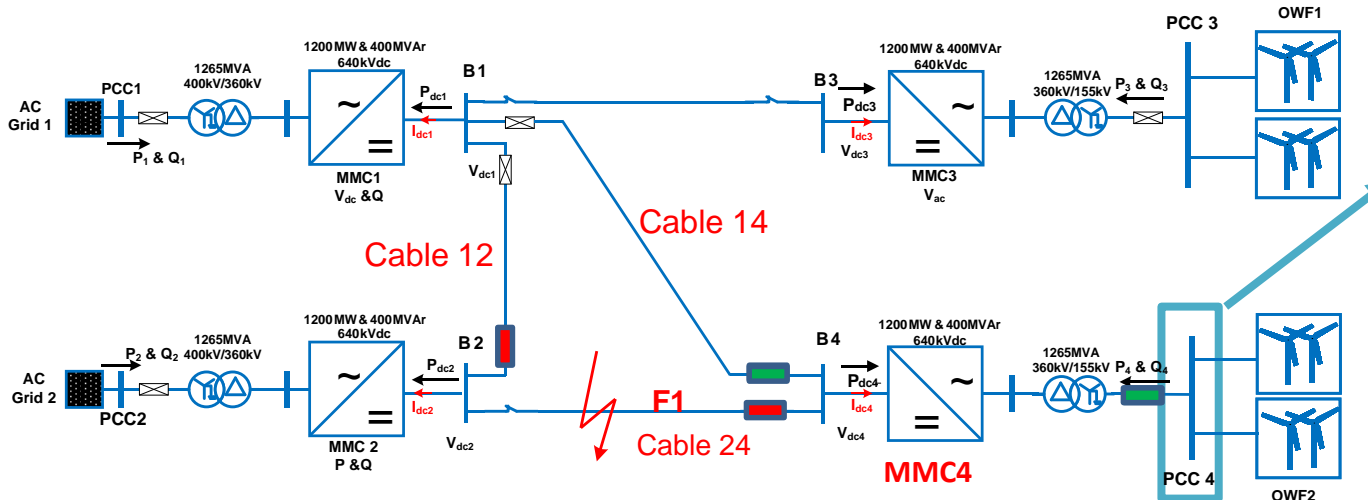 OWF1
PCC 3
1200MW & 400MVAr
640kVdc
1200MW & 400MVAr
640kVdc
1265MVA
400kV/360kV
1265MVA
360kV/155kV
PCC1
B1
B3
AC
Grid 1
~
=
Pdc1
Idc1
Pdc3
Idc3
=
~
P3 & Q3
P1 & Q1
Vdc1
Vdc3
MMC1
Vdc &Q
MMC3
Vac
Cable 14
Cable 12
1200MW & 400MVAr
640kVdc
1200MW & 400MVAr
640kVdc
1265MVA
400kV/360kV
1265MVA
360kV/155kV
P2 & Q2
B2
B4
P4 & Q4
AC
Grid 2
~
=
Pdc2
Idc2
F1
Pdc4-
Idc4
=
~
PCC2
Vdc2
Cable 24
Vdc4
MMC 2
P &Q
MMC4
PCC 4
OWF2